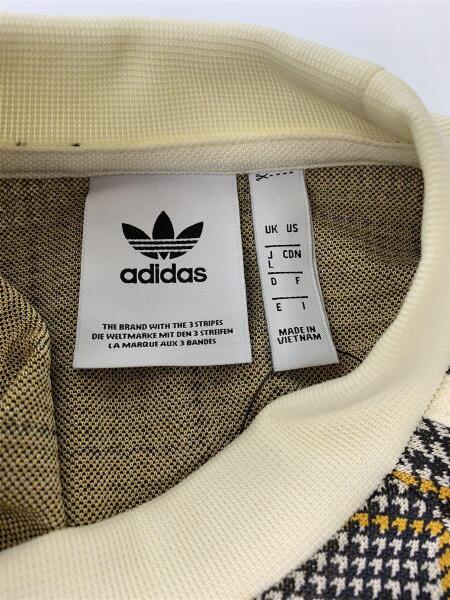 adidas
THE BRAND WITH THE 3 STRIPES
DIE WELTMARKE MIT DEN 3 STREIFEN
LA MARQUE AUX 3 BANDES
UK US
J CDN
L
D F
E I
MADE IN
VIETNAM